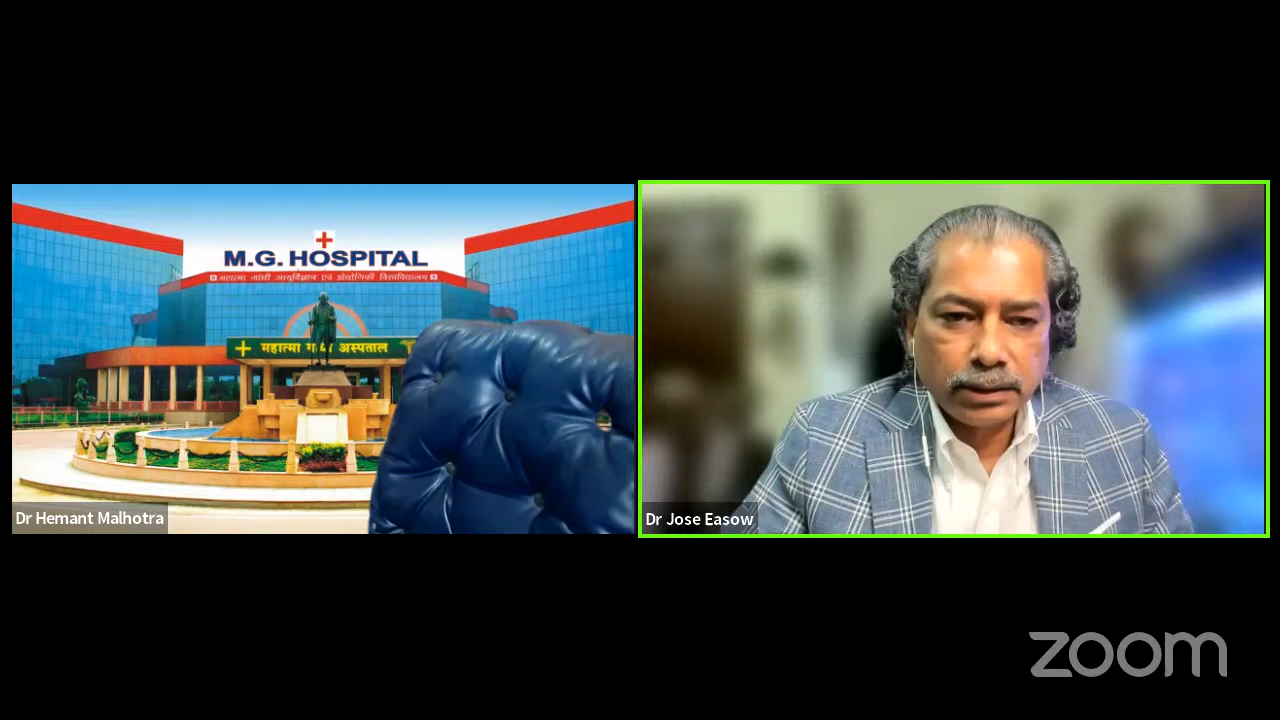 M.G. HOSPITAL
महात्मा गांधी आयुर्विज्ञान एवं प्रौद्योगिकी विश्वविद्यालय
महात्मा अस्पताल
Dr Hemant Malhotra
Dr Jose Easow
zoom